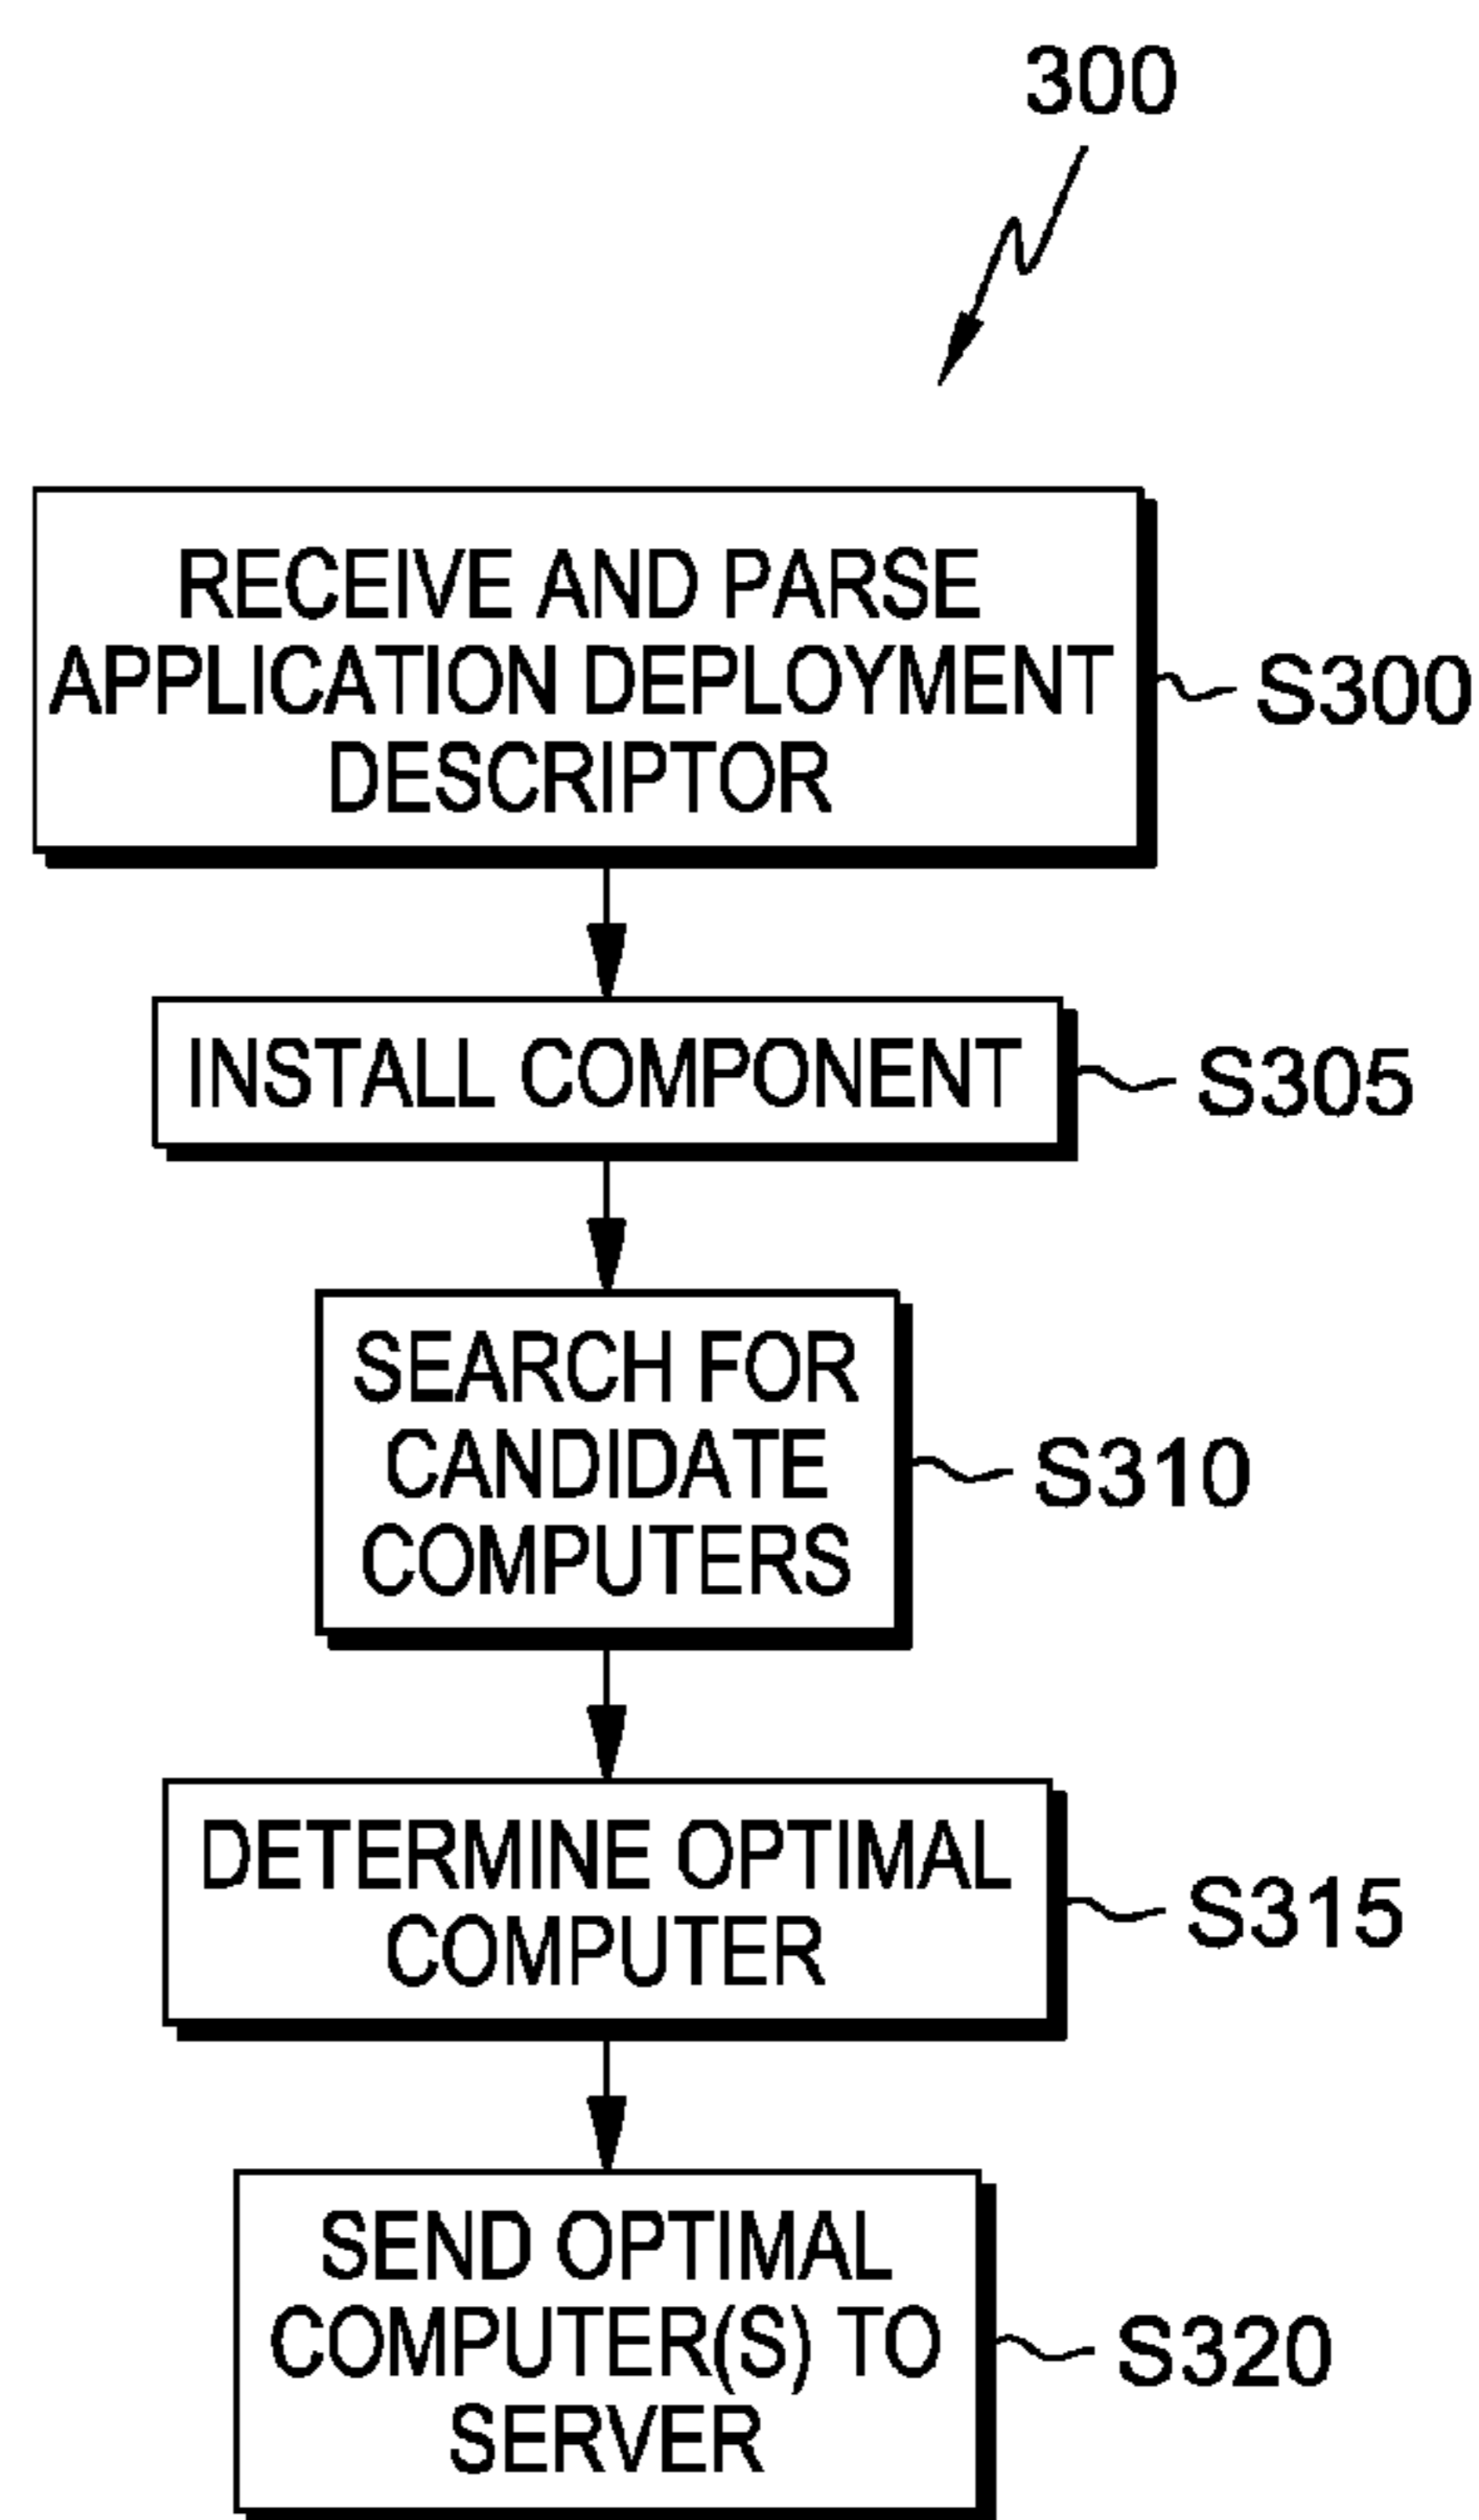 300
RECEIVE AND PARSE
APPLICATION DEPLOYMENT
DESCRIPTOR
S300
INSTALL COMPONENT
S305
SEARCH FOR
CANDIDATE
COMPUTERS
S310
DETERMINE OPTIMAL
COMPUTER
S315
SEND OPTIMAL
COMPUTER(S) TO
SERVER
S320